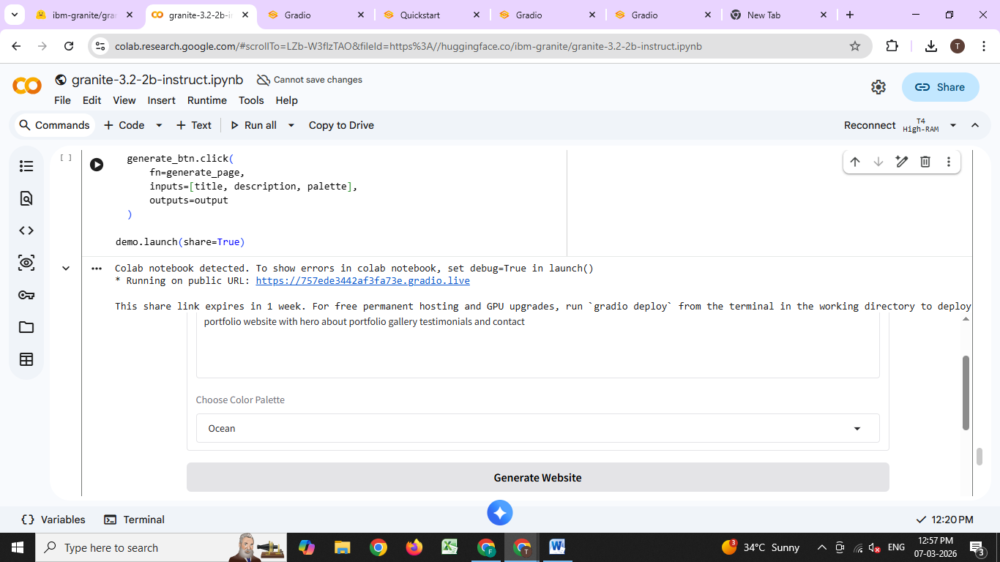 ibm-granite/gra
granite-3.2-2b-i
Gradio
Quickstart
Gradio
Gradio
New Tab
colab.research.google.com/#scrollTo=LZb-W3flzTAO&fileId=https%3A//huggingface.co/ibm-granite/granite-3.2-2b-instruct.ipynb
T
CO
granite-3.2-2b-instruct.ipynb
Cannot save changes
Share
File Edit View Insert Runtime Tools Help
Commands + Code + Text Run all Copy to Drive
Reconnect T4 High-RAM
[ ]
generate_btn.click(
fn=generate_page,
inputs=[title, description, palette],
outputs=output
)
demo.launch(share=True)
Colab notebook detected. To show errors in colab notebook, set debug=True in launch()
* Running on public URL: https://757ede3442af3fa73e.gradio.live
This share link expires in 1 week. For free permanent hosting and GPU upgrades, run `gradio deploy` from the terminal in the working directory to deploy
portfolio website with hero about portfolio gallery testimonials and contact
Choose Color Palette
Ocean
Generate Website
Variables Terminal
12:20 PM
Type here to search
F
T
W
3
34°C Sunny
ENG
12:57 PM
07-03-2026
3